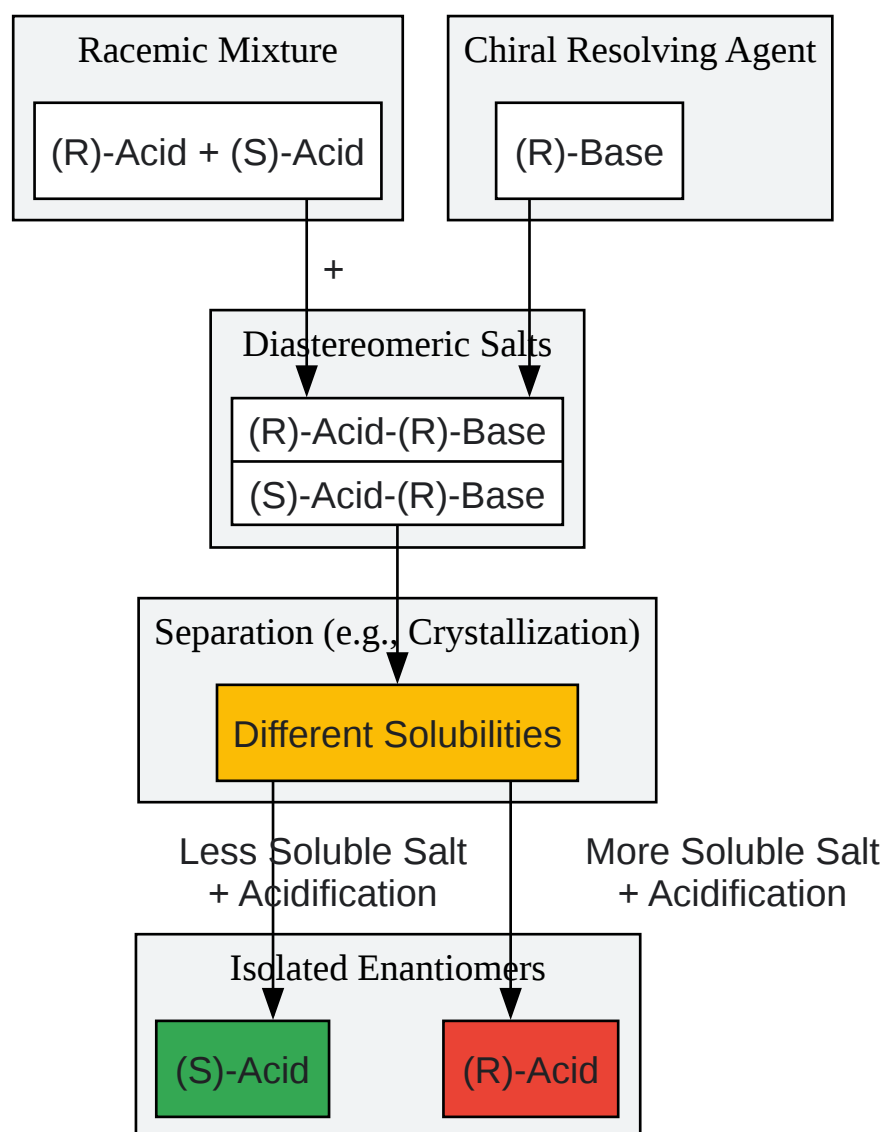 Racemic Mixture
Chiral Resolving Agent
(R)-Acid + (S)-Acid
(R)-Base
+
Diastereomeric Salts
(R)-Acid-(R)-Base
(S)-Acid-(R)-Base
Separation (e.g., Crystallization)
Different Solubilities
Less Soluble Salt
+ Acidification
More Soluble Salt
+ Acidification
Isolated Enantiomers
(S)-Acid
(R)-Acid